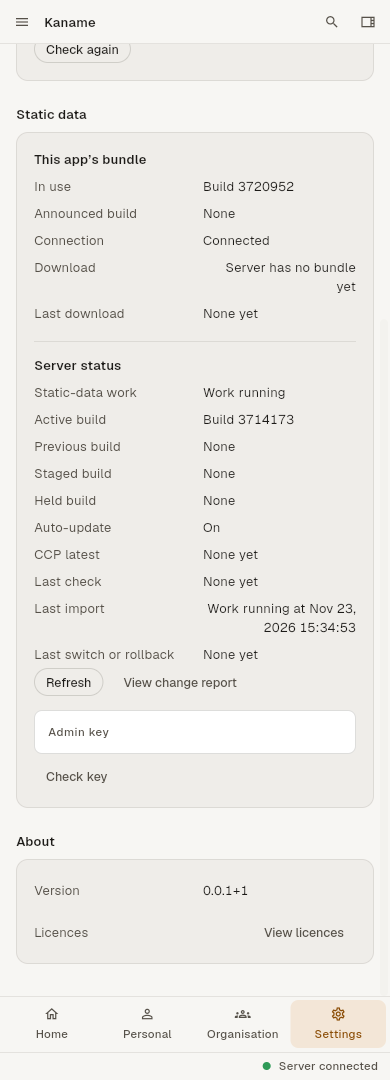 Kaname
Check again
Static data
This app's bundle
In use Build 3720952
Announced build None
Connection Connected
Download Server has no bundle
yet
Last download None yet
Server status
Static-data work Work running
Active build Build 3714173
Previous build None
Staged build None
Held build None
Auto-update On
CCP latest None yet
Last check None yet
Last import Work running at Nov 23,
2026 15:34:53
Last switch or rollback None yet
Refresh View change report
Admin key
Check key
About
Version 0.0.1+1
Licences View licences
Home Personal Organisation Settings
Server connected